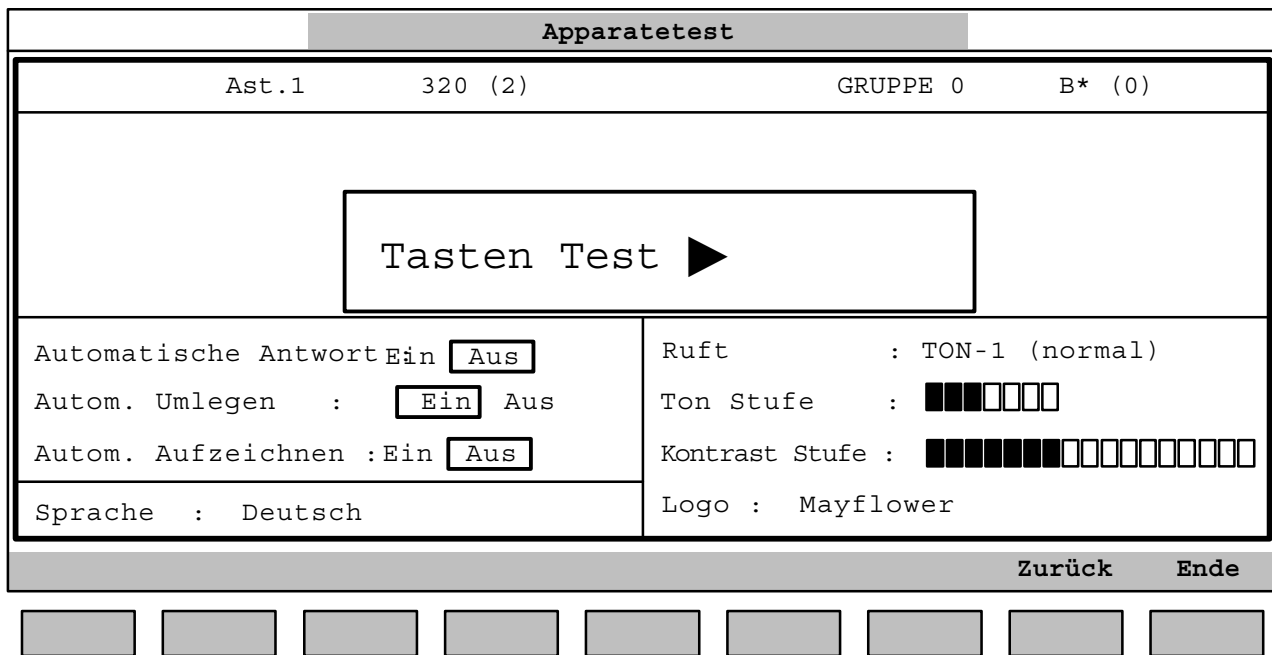 Apparatetest
Ast.1 320 (2) GRUPPE 0 B* (0)
Tasten Test ▶
Automatische Antwort : Ein Aus
Autom. Umlegen : Ein Aus
Autom. Aufzeichnen : Ein Aus
Sprache : Deutsch
Ruft : TON-1 (normal)
Ton Stufe :
Kontrast Stufe :
Logo : Mayflower
Zurück Ende